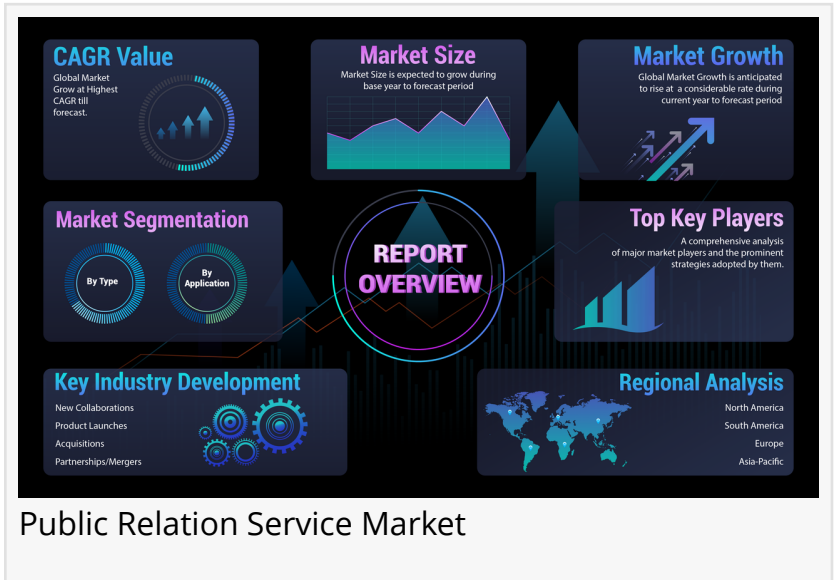 CAGR Value
Global Market
Grow at Highest
CAGR till
forecast.
Market Size
Market Size is expected to grow during
base year to forecast period
Market Growth
Global Market Growth is anticipated
to rise at a considerable rate during
current year to forecast period
Market Segmentation
By Type
By
Application
REPORT
OVERVIEW
Top Key Players
A comprehensive analysis
of major market players and the prominent
strategies adopted by them.
Key Industry Development
New Collaborations
Product Launches
Acquisitions
Partnerships/Mergers
Regional Analysis
North America
South America
Europe
Asia-Pacific
Public Relation Service Market